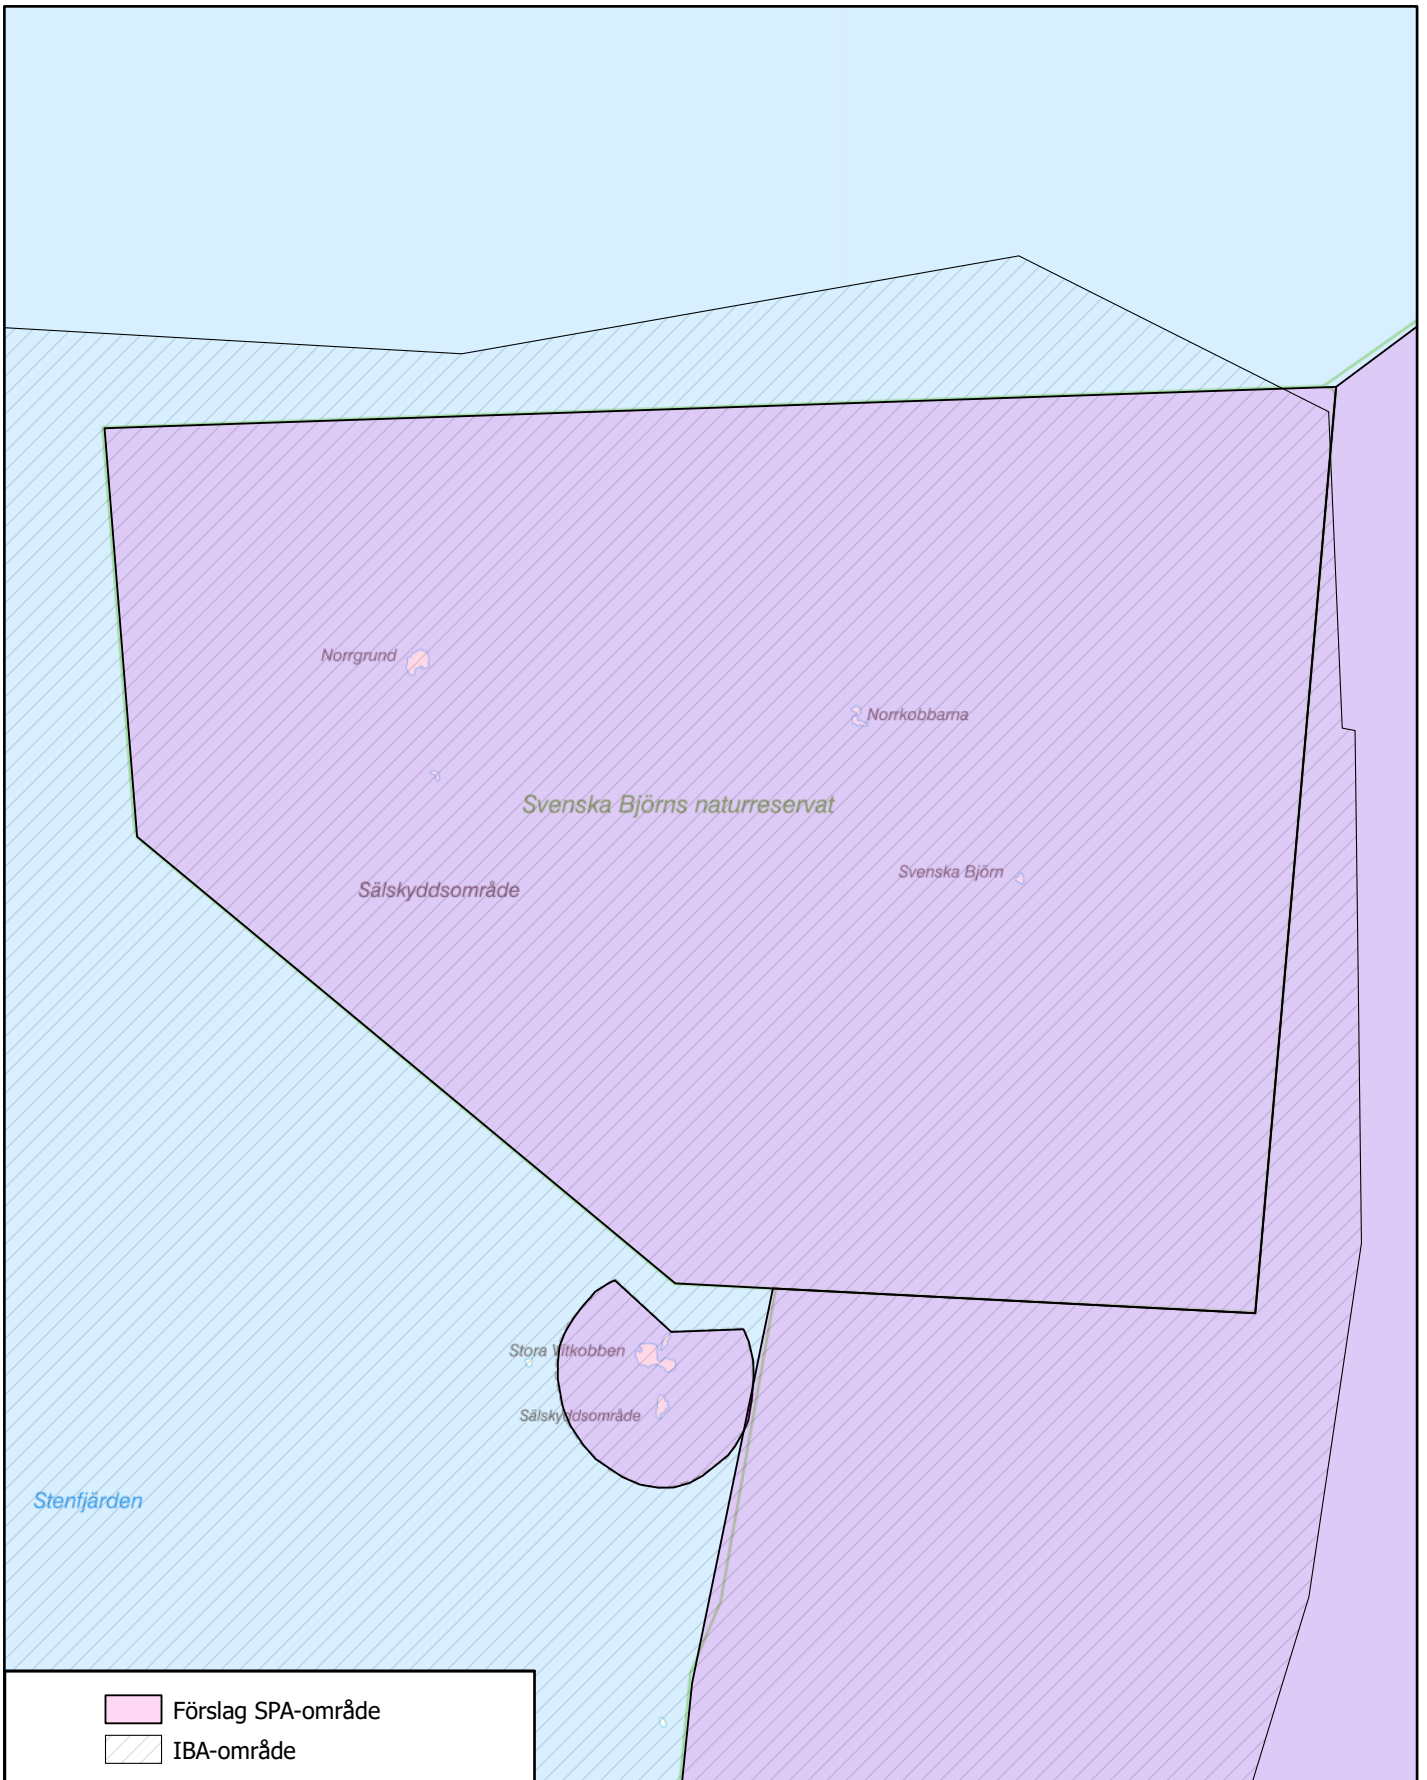 Norrgrund
Norrkobbarna
Svenska Björns naturreservat
Svenska Björn
Sälskyddsområde
Stora Vitkobben
Sälskyddsområde
Stenfjärden
Förslag SPA-område
IBA-område